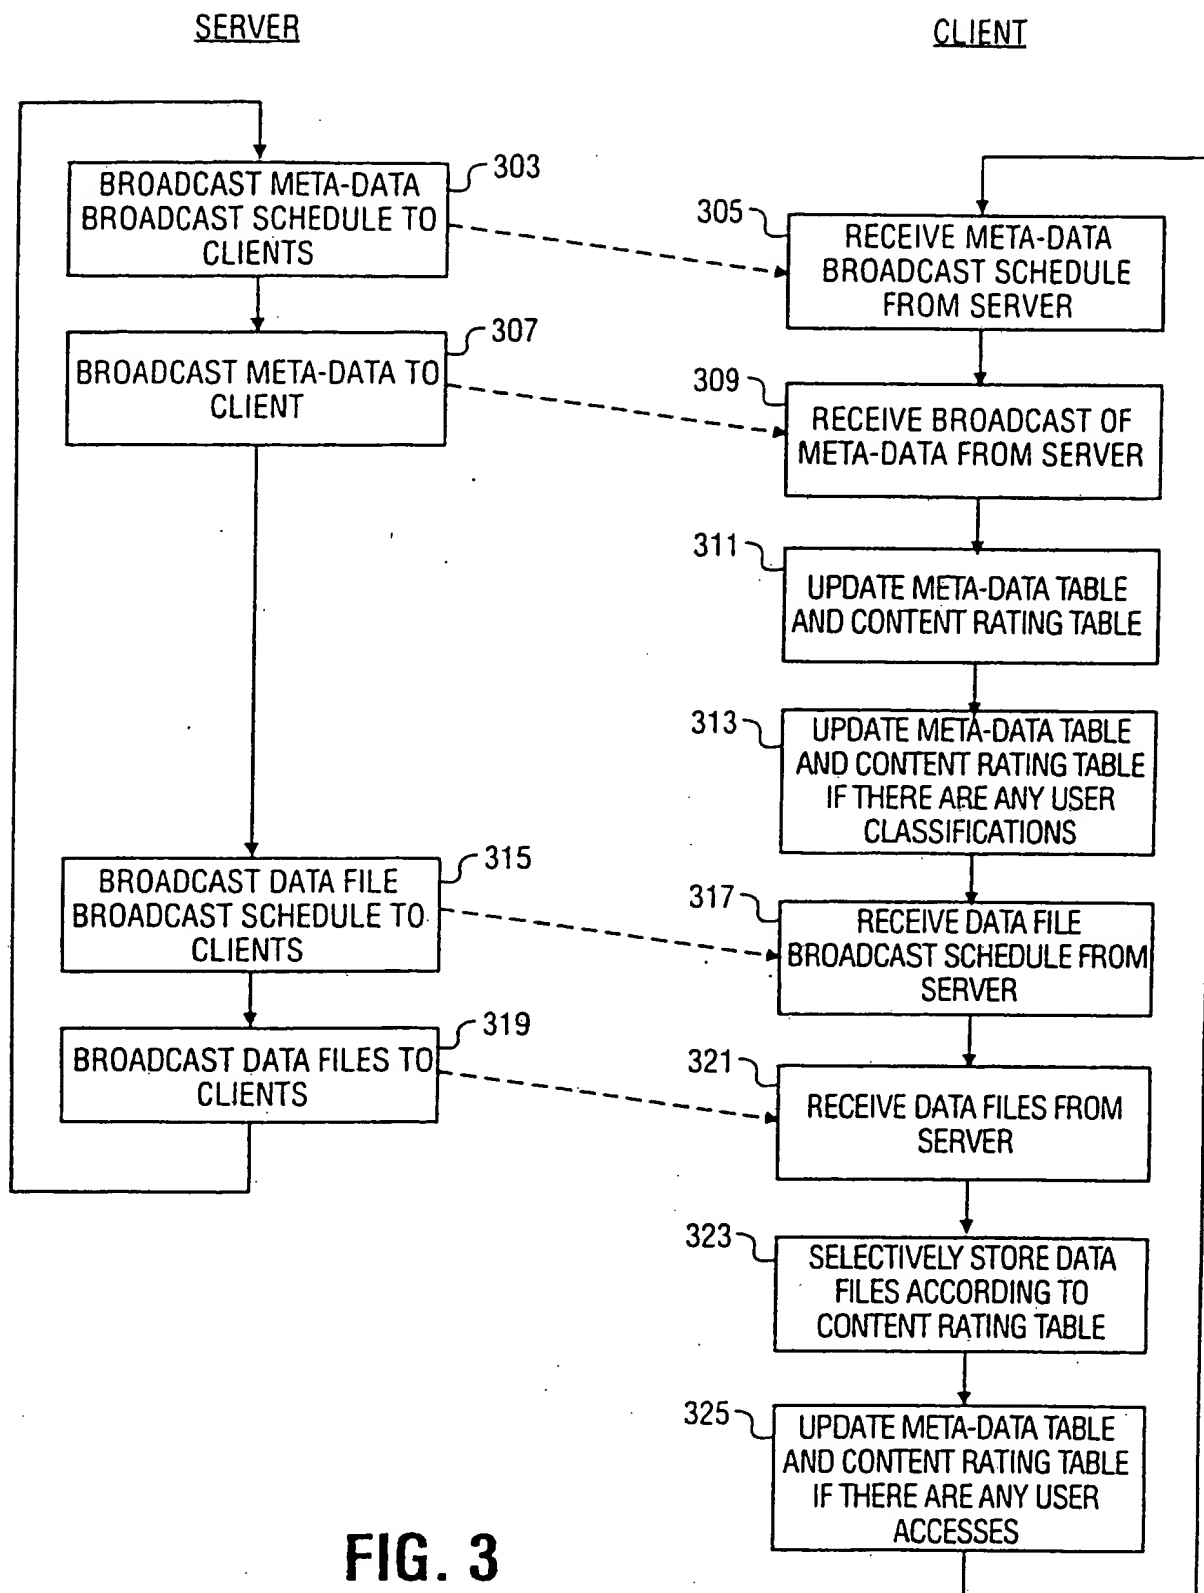 SERVER
303
BROADCAST META-DATA
BROADCAST SCHEDULE TO
CLIENTS
307
BROADCAST META-DATA TO
CLIENT
315
BROADCAST DATA FILE
BROADCAST SCHEDULE TO
CLIENTS
319
BROADCAST DATA FILES TO
CLIENTS
CLIENT
305
RECEIVE META-DATA
BROADCAST SCHEDULE
FROM SERVER
309
RECEIVE BROADCAST OF
META-DATA FROM SERVER
311
UPDATE META-DATA TABLE
AND CONTENT RATING TABLE
313
UPDATE META-DATA TABLE
AND CONTENT RATING TABLE
IF THERE ARE ANY USER
CLASSIFICATIONS
317
RECEIVE DATA FILE
BROADCAST SCHEDULE FROM
SERVER
321
RECEIVE DATA FILES FROM
SERVER
323
SELECTIVELY STORE DATA
FILES ACCORDING TO
CONTENT RATING TABLE
325
UPDATE META-DATA TABLE
AND CONTENT RATING TABLE
IF THERE ARE ANY USER
ACCESSES
FIG. 3